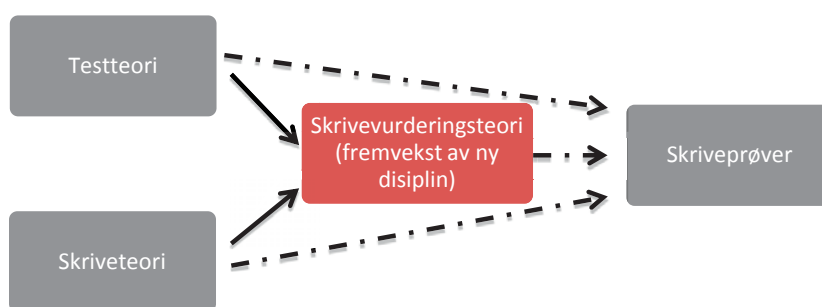 Testteori
Skrivevurderingsteori
(fremvekst av ny
disiplin)
Skriveprøver
Skriveteori